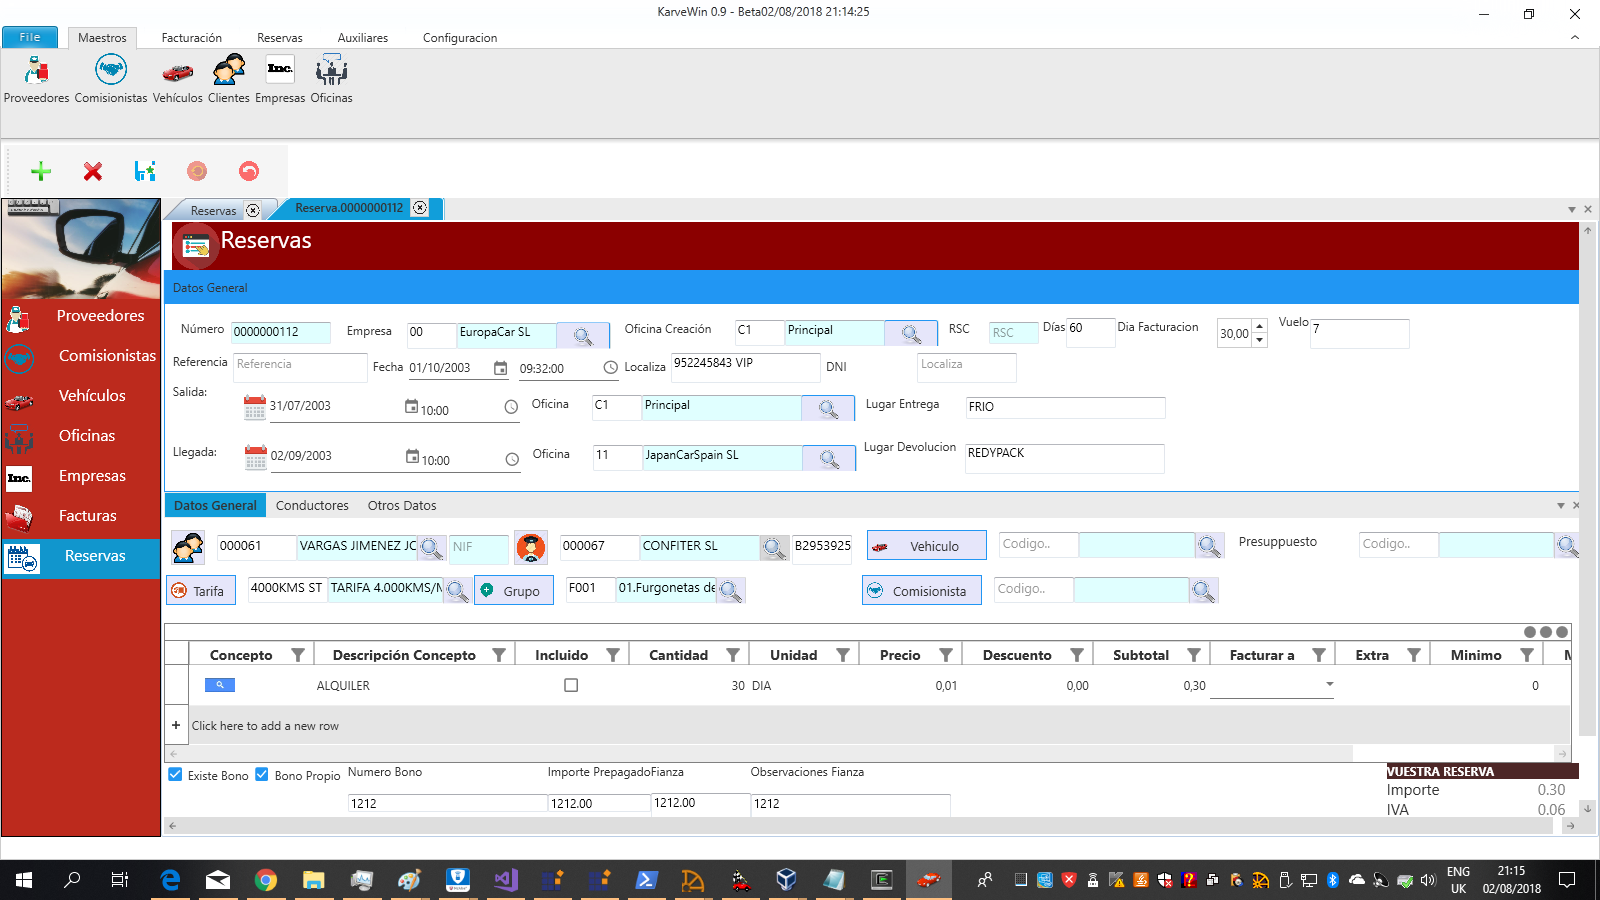 KarveWin 0.9 - Beta02/08/2018 21:14:25
File Maestros Facturación Reservas Auxiliares Configuracion
Inc.
Proveedores Comisionistas Vehículos Clientes Empresas Oficinas
Reservas Reserva.0000000112
Reservas
Datos General
Número 0000000112 Empresa 00 EuropaCar SL Oficina Creación C1 Principal RSC RSC Días 60 Dia Facturacion 30,00 Vuelo 7
Referencia Referencia Fecha 01/10/2003 09:32:00 Localiza 952245843 VIP DNI Localiza
Salida: 31/07/2003 10:00 Oficina C1 Principal Lugar Entrega FRIO
Llegada: 02/09/2003 10:00 Oficina 11 JapanCarSpain SL Lugar Devolucion REDYPACK
Proveedores
Comisionistas
Vehículos
Oficinas
Inc. Empresas
Facturas
Reservas
Datos General Conductores Otros Datos
000061 VARGAS JIMENEZ JC NIF 000067 CONFITER SL B2953925 Vehiculo Codigo.. Presuppuesto Codigo..
Tarifa 4000KMS ST TARIFA 4.000KMS/M Grupo F001 01.Furgonetas de Comisionista Codigo..
Concepto Descripción Concepto Incluido Cantidad Unidad Precio Descuento Subtotal Facturar a Extra Minimo M
ALQUILER 30 DIA 0,01 0,00 0,30 0
+ Click here to add a new row
Existe Bono Bono Propio Numero Bono Importe PrepagadoFianza Observaciones Fianza
1212 1212.00 1212.00 1212
VUESTRA RESERVA
Importe 0.30
IVA 0.06
ENG
UK
21:15
02/08/2018